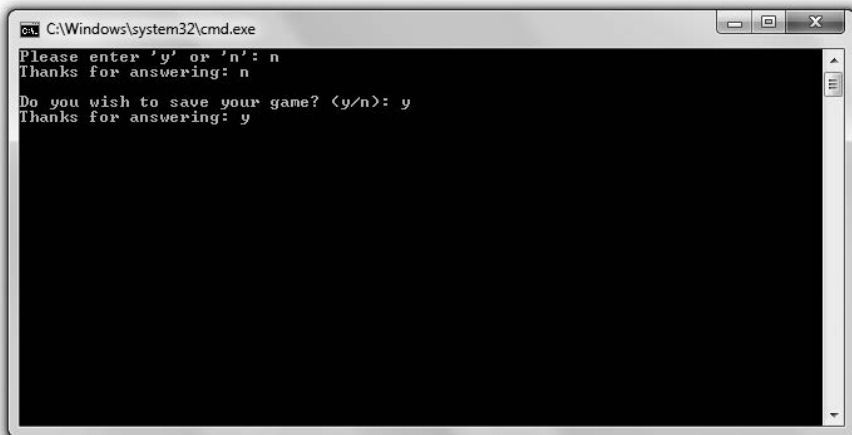 C:\Windows\system32\cmd.exe
Please enter 'y' or 'n': n
Thanks for answering: n
Do you wish to save your game? (y/n): y
Thanks for answering: y